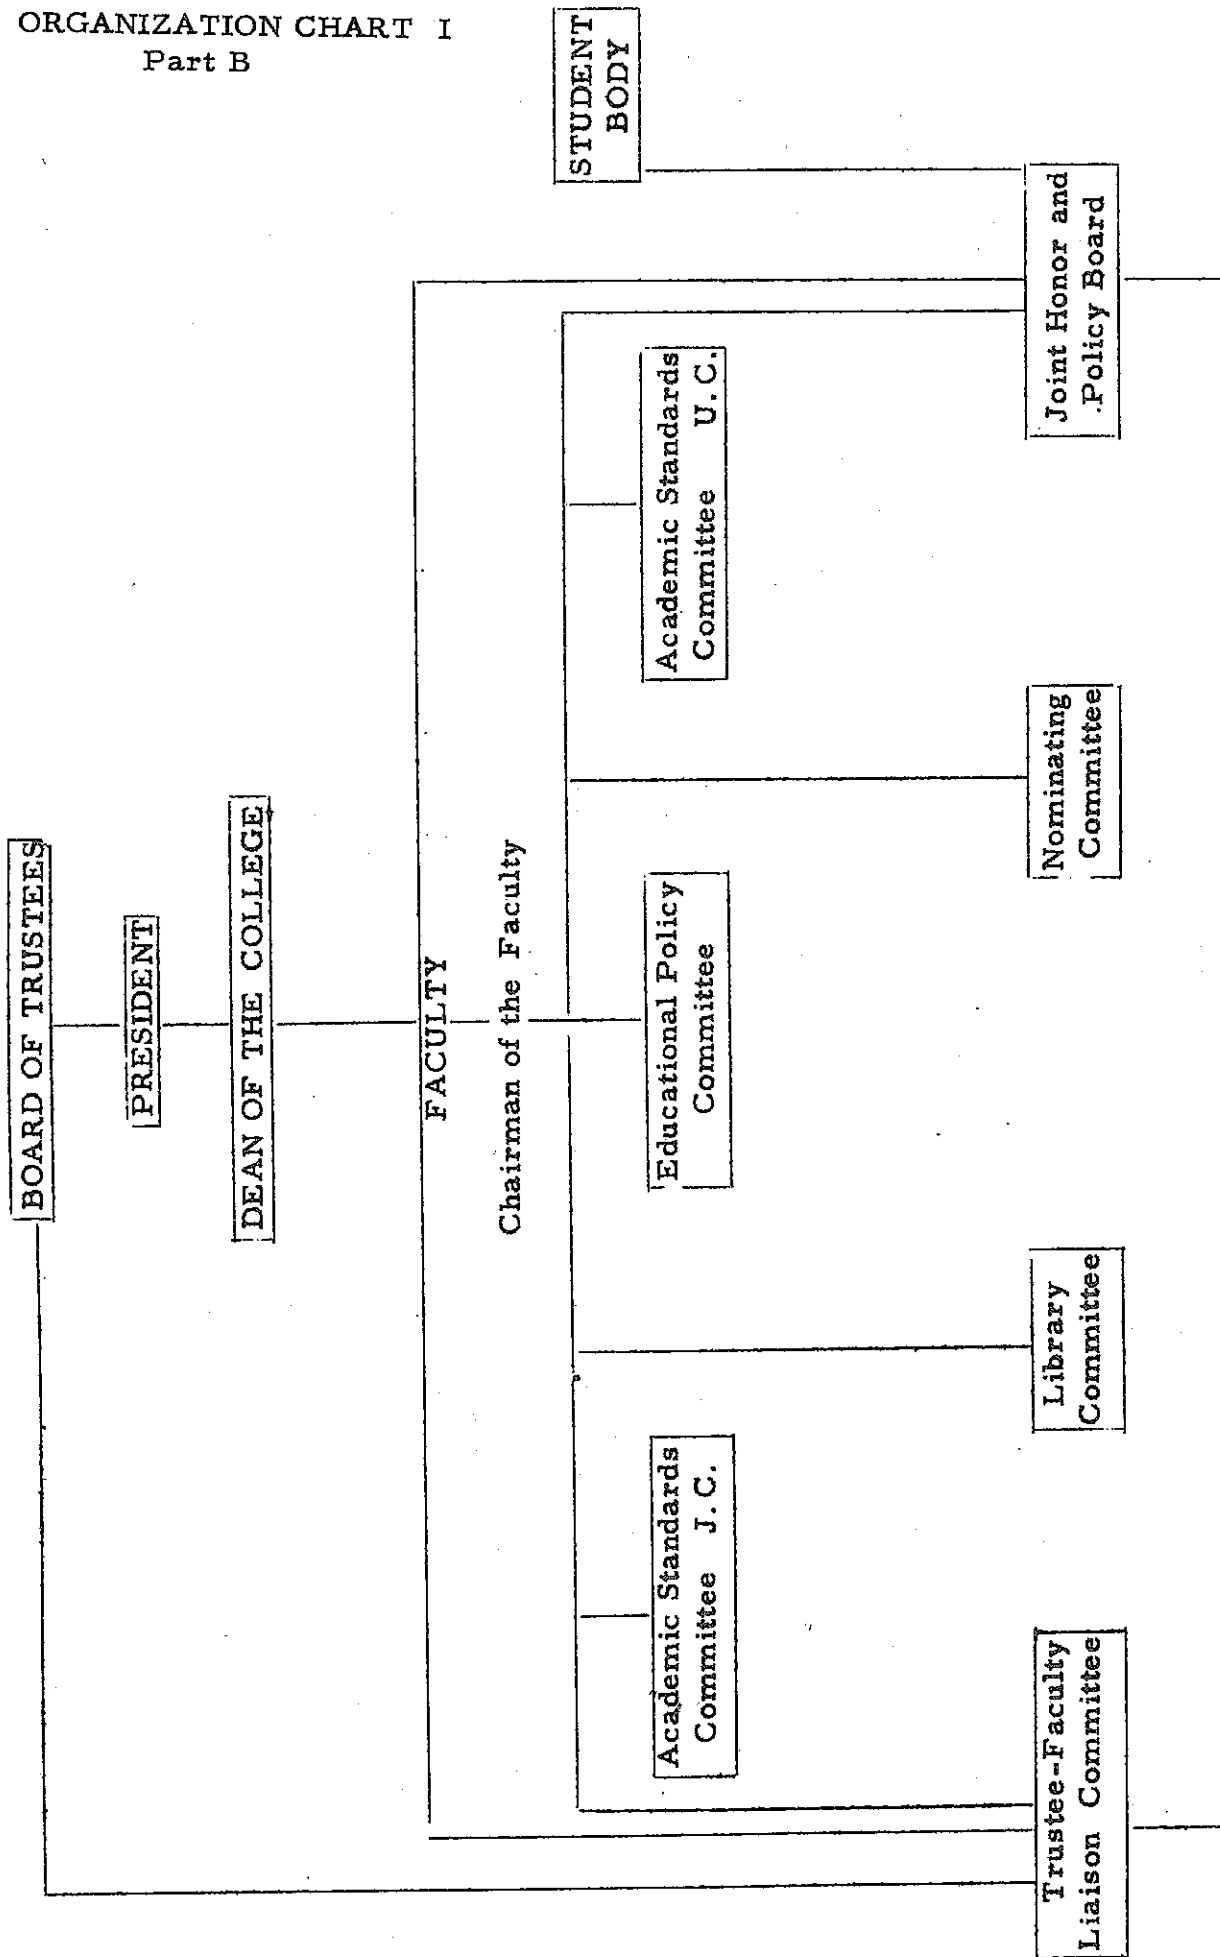 ORGANIZATION CHART I
Part B
BOARD OF TRUSTEES
PRESIDENT
DEAN OF THE COLLEGE
FACULTY
Chairman of the Faculty
STUDENT
BODY
Academic Standards
Committee J.C.
Educational Policy
Committee
Academic Standards
Committee U.C.
Trustee-Faculty
Liaison Committee
Library
Committee
Nominating
Committee
Joint Honor and
Policy Board